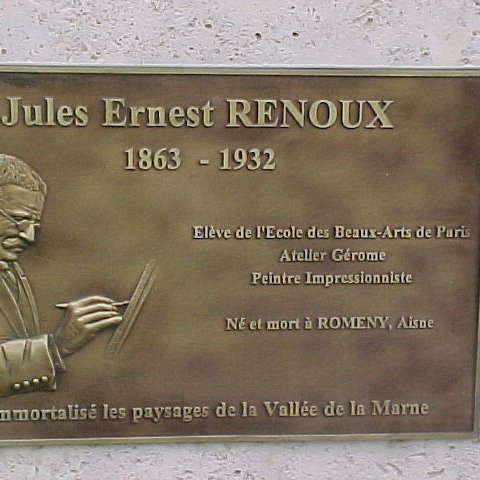 Jules Ernest RENOUX
1863 - 1932
Elève de l'Ecole des Beaux-Arts de Paris
Atelier Gérome
Peintre Impressionniste
Né et mort à ROMENY, Aisne
immortalisé les paysages de la Vallée de la Marne